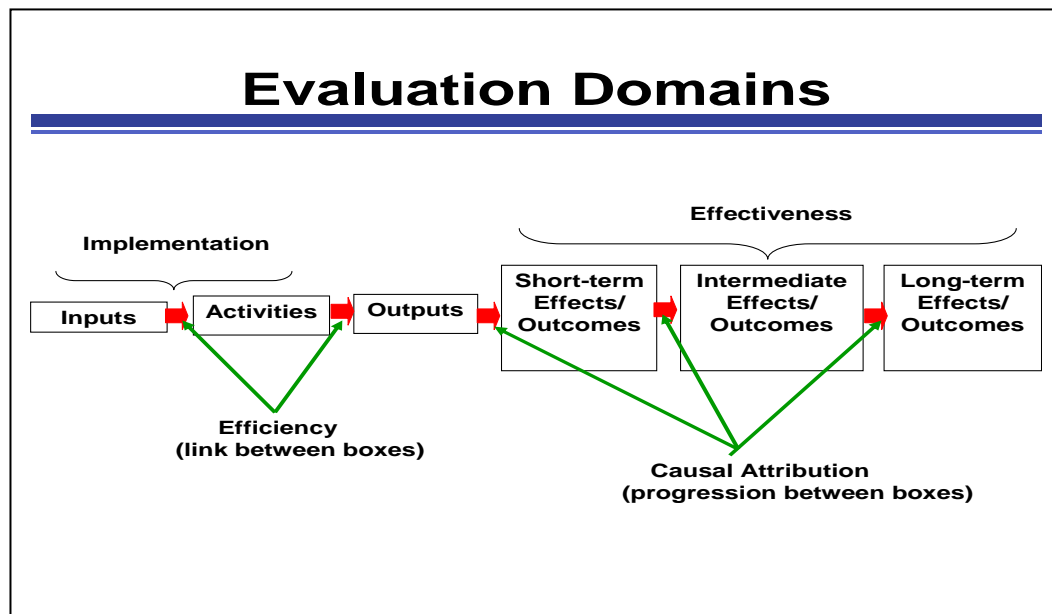 Evaluation Domains
Effectiveness
Implementation
Inputs
Activities
Outputs
Short-term
Effects/
Outcomes
Intermediate
Effects/
Outcomes
Long-term
Effects/
Outcomes
Efficiency
(link between boxes)
Causal Attribution
(progression between boxes)